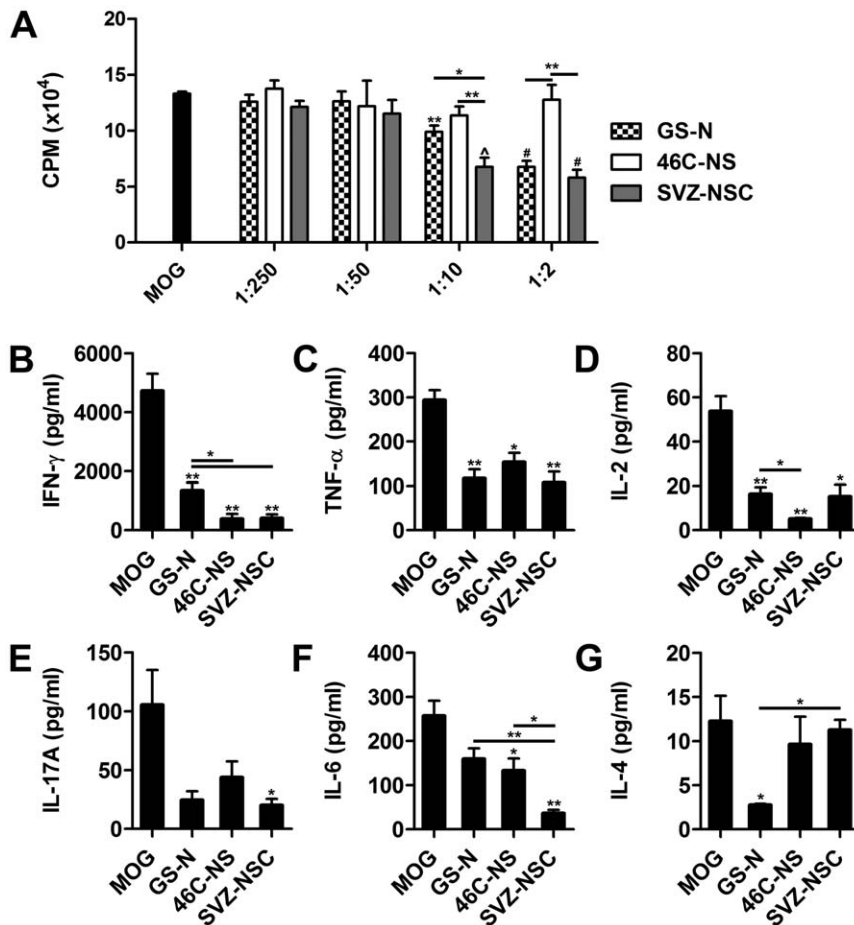 A
CPM (x10⁴)
20
15
10
5
0
MOG
1:250
1:50
1:10
1:2
**
*
**
^
#
**
#
GS-N
46C-NS
SVZ-NSC
B
IFN-γ (pg/ml)
6000
4000
2000
0
*
**
**
**
MOG
GS-N
46C-NS
SVZ-NSC
C
TNF-α (pg/ml)
400
300
200
100
0
**
*
**
MOG
GS-N
46C-NS
SVZ-NSC
D
IL-2 (pg/ml)
80
60
40
20
0
*
**
**
*
MOG
GS-N
46C-NS
SVZ-NSC
E
IL-17A (pg/ml)
150
100
50
0
*
MOG
GS-N
46C-NS
SVZ-NSC
F
IL-6 (pg/ml)
400
300
200
100
0
*
**
*
**
MOG
GS-N
46C-NS
SVZ-NSC
G
IL-4 (pg/ml)
15
10
5
0
*
*
MOG
GS-N
46C-NS
SVZ-NSC